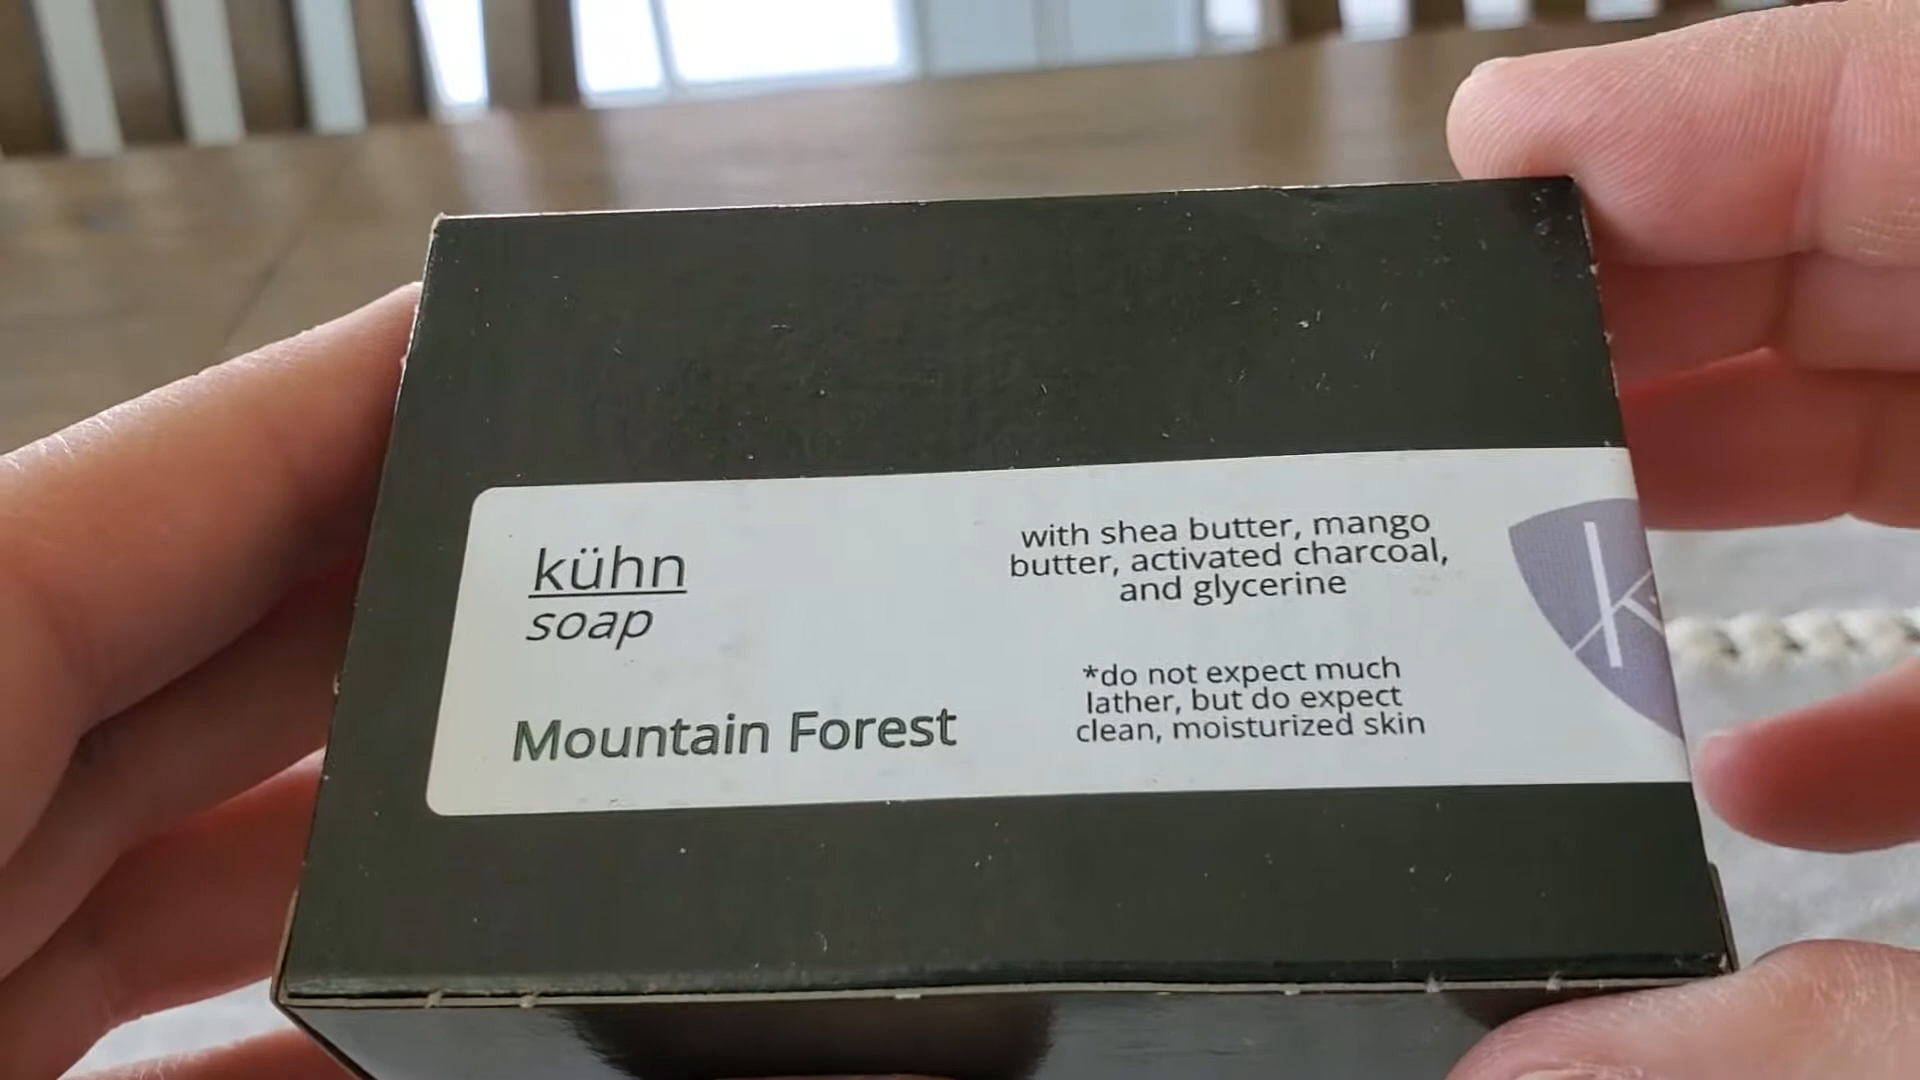 kühn
soap
Mountain Forest
with shea butter, mango
butter, activated charcoal,
and glycerine
*do not expect much
lather, but do expect
clean, moisturized skin
k